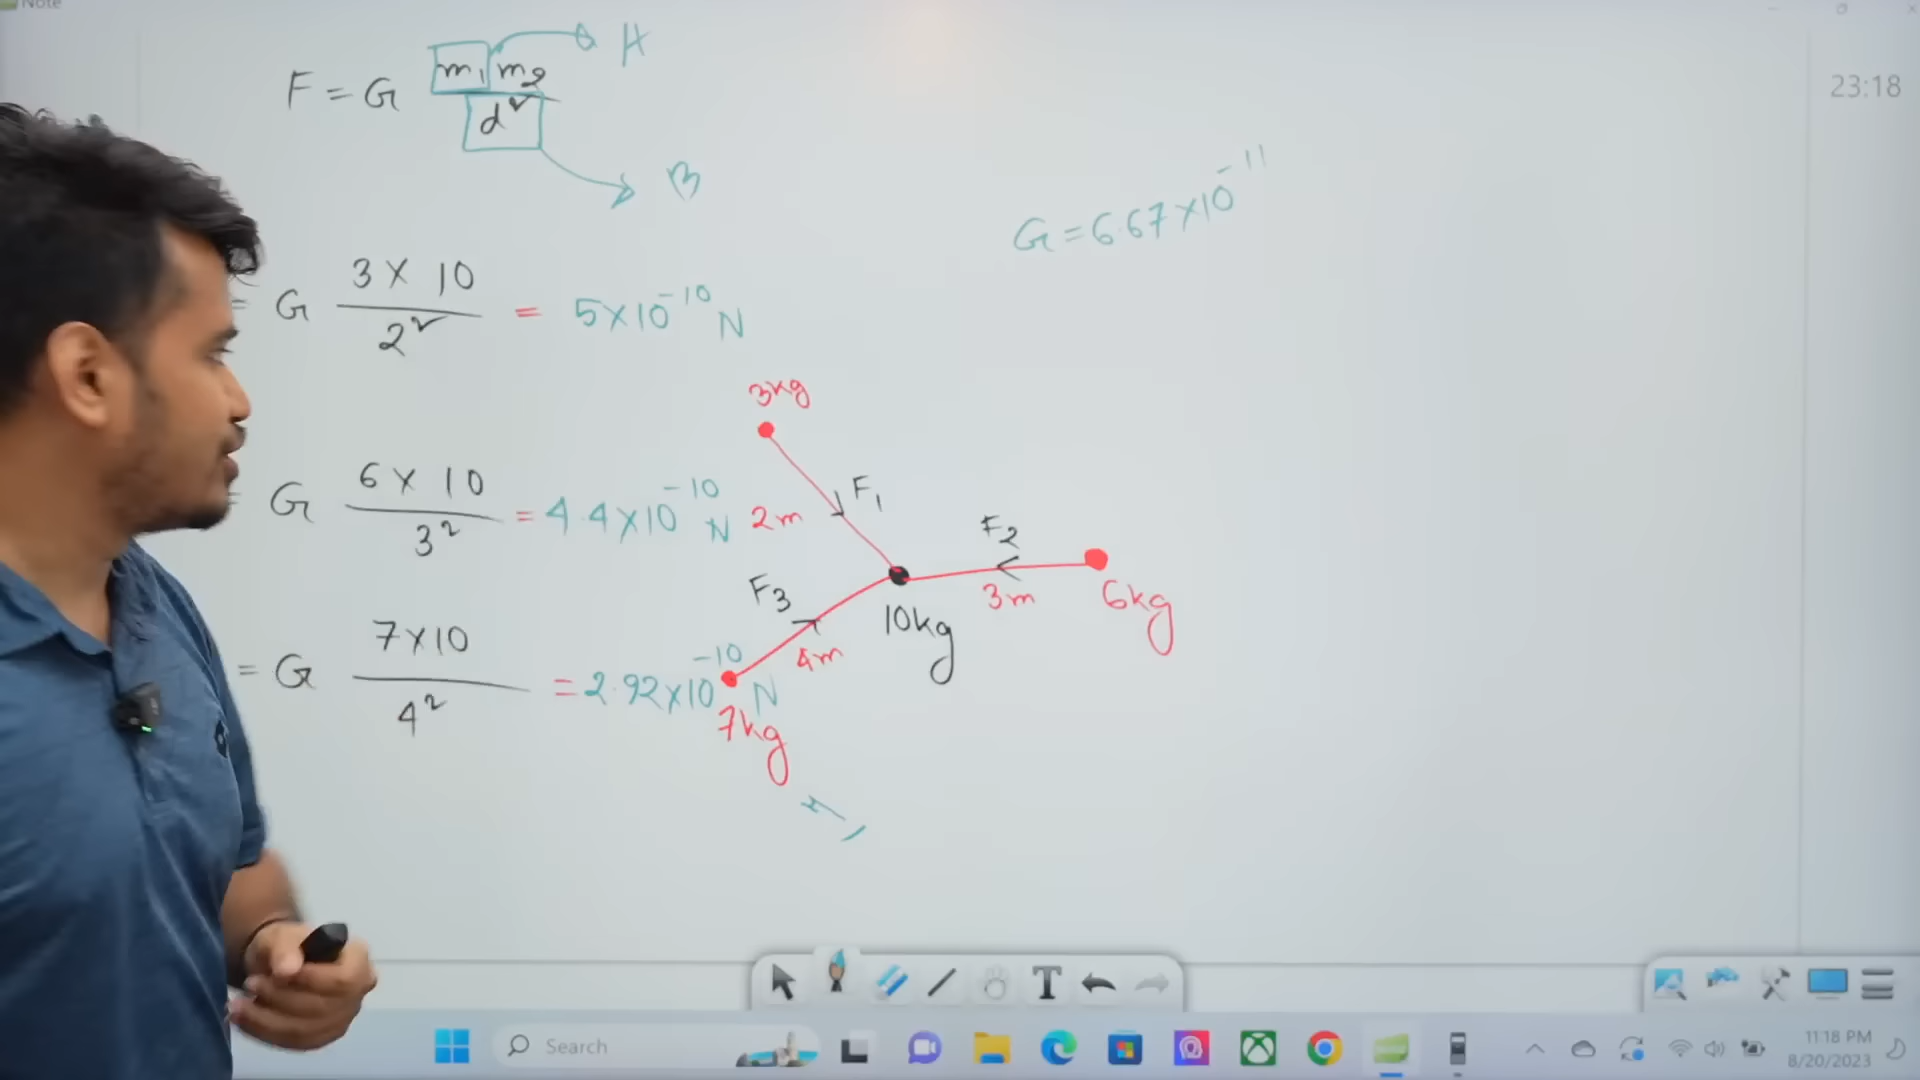 Note
F = G m₁ m₂ / d² → A
→ B
23:18
G = 6.67 × 10⁻¹¹
= G 3 × 10 / 2² = 5 × 10⁻¹⁰ N
3kg
= G 6 × 10 / 3² = 4.4 × 10⁻¹⁰ N
2m
F₁
F₂
3m
6kg
F₃
10kg
4m
= G 7 × 10 / 4² = 2.92 × 10⁻¹⁰ N
7kg
T
Search
11:18 PM
8/20/2023